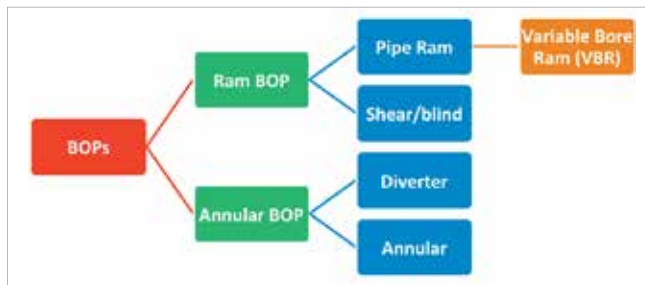 BOPs
Ram BOP
Annular BOP
Pipe Ram
Shear/blind
Diverter
Annular
Variable Bore
Ram (VBR)